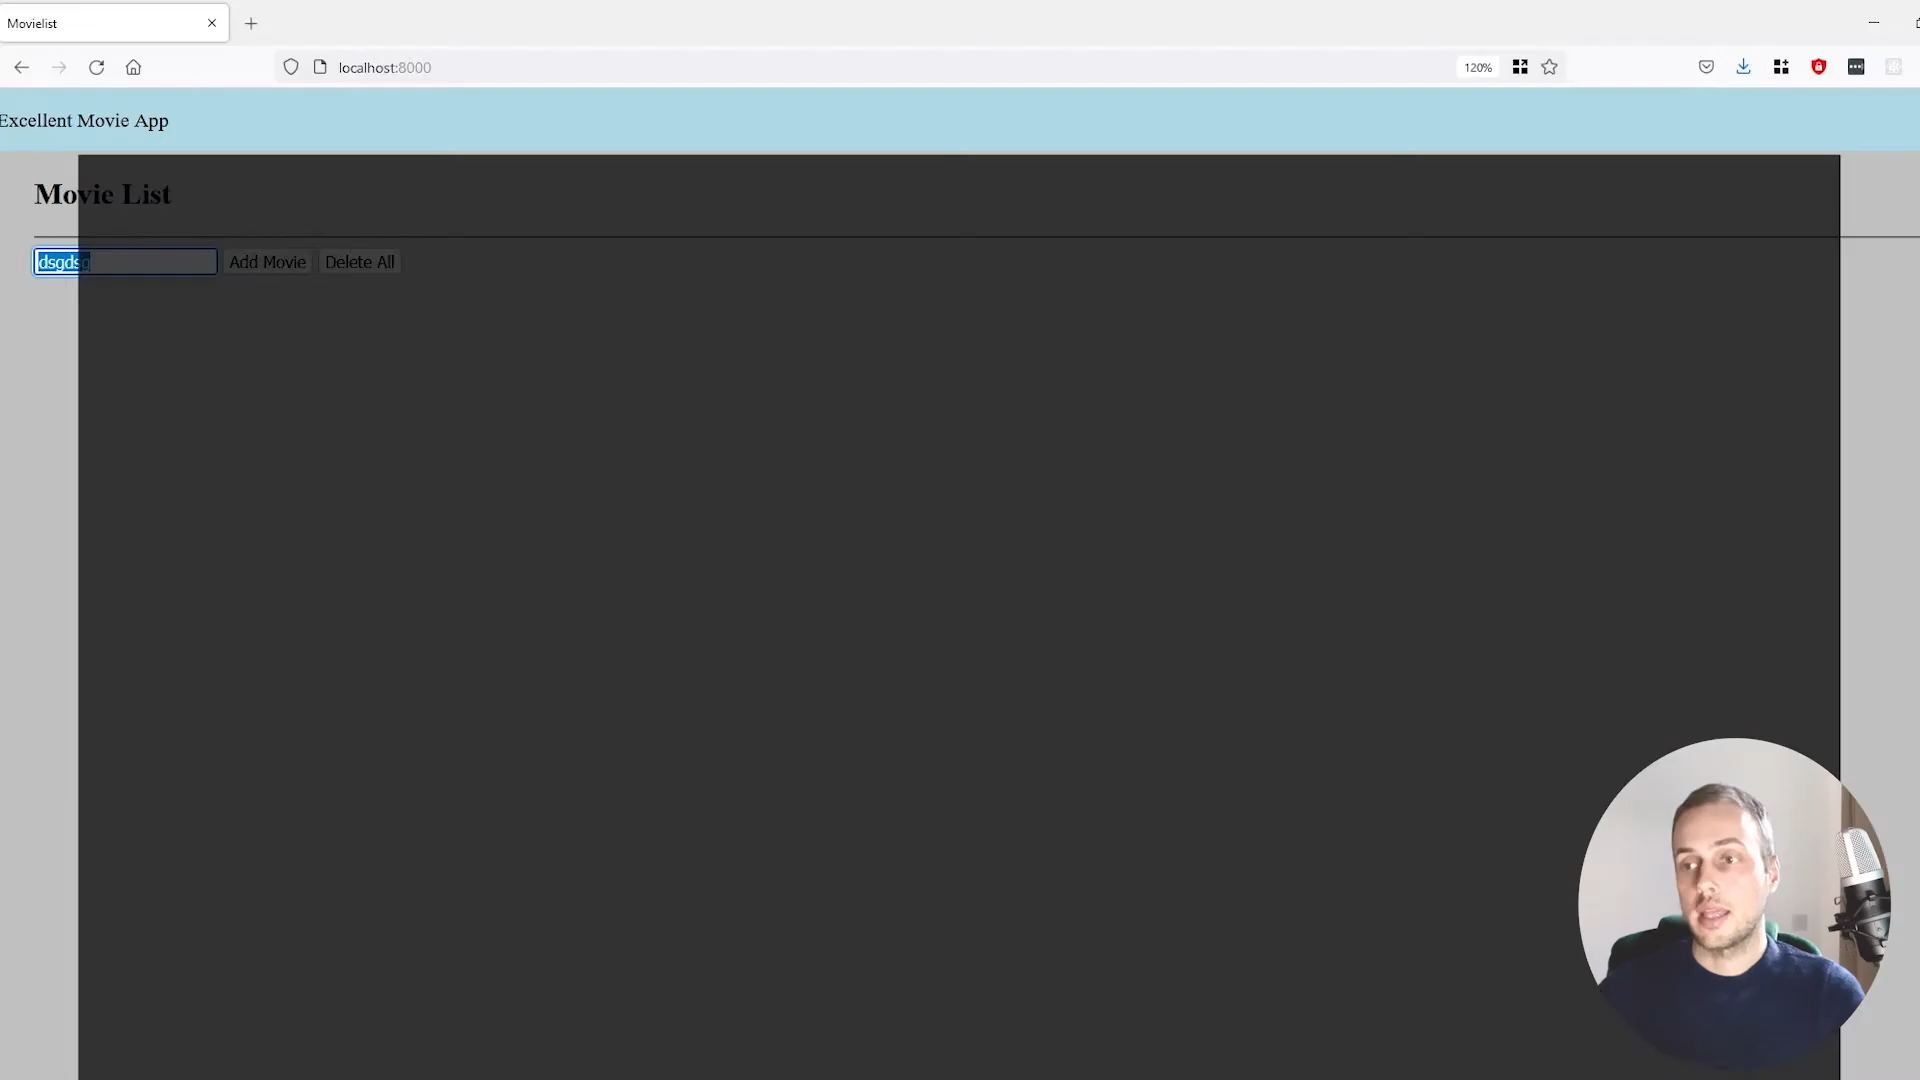 Movielist
localhost:8000
120%
Excellent Movie App
Movie List
dsgdsg
Add Movie
Delete All